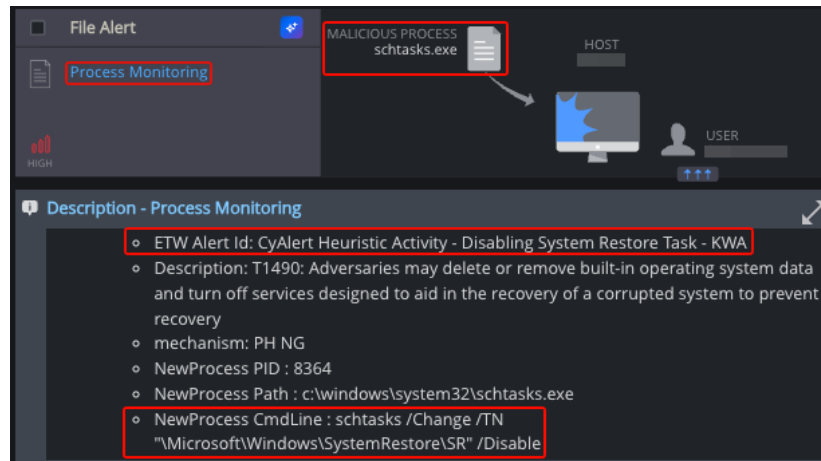 File Alert
Process Monitoring
HIGH
MALICIOUS PROCESS
schtasks.exe
HOST
USER
Description - Process Monitoring
ETW Alert Id: CyAlert Heuristic Activity - Disabling System Restore Task - KWA
Description: T1490: Adversaries may delete or remove built-in operating system data
and turn off services designed to aid in the recovery of a corrupted system to prevent
recovery
mechanism: PH NG
NewProcess PID : 8364
NewProcess Path : c:\windows\system32\schtasks.exe
NewProcess CmdLine : schtasks /Change /TN
"\Microsoft\Windows\SystemRestore\SR" /Disable